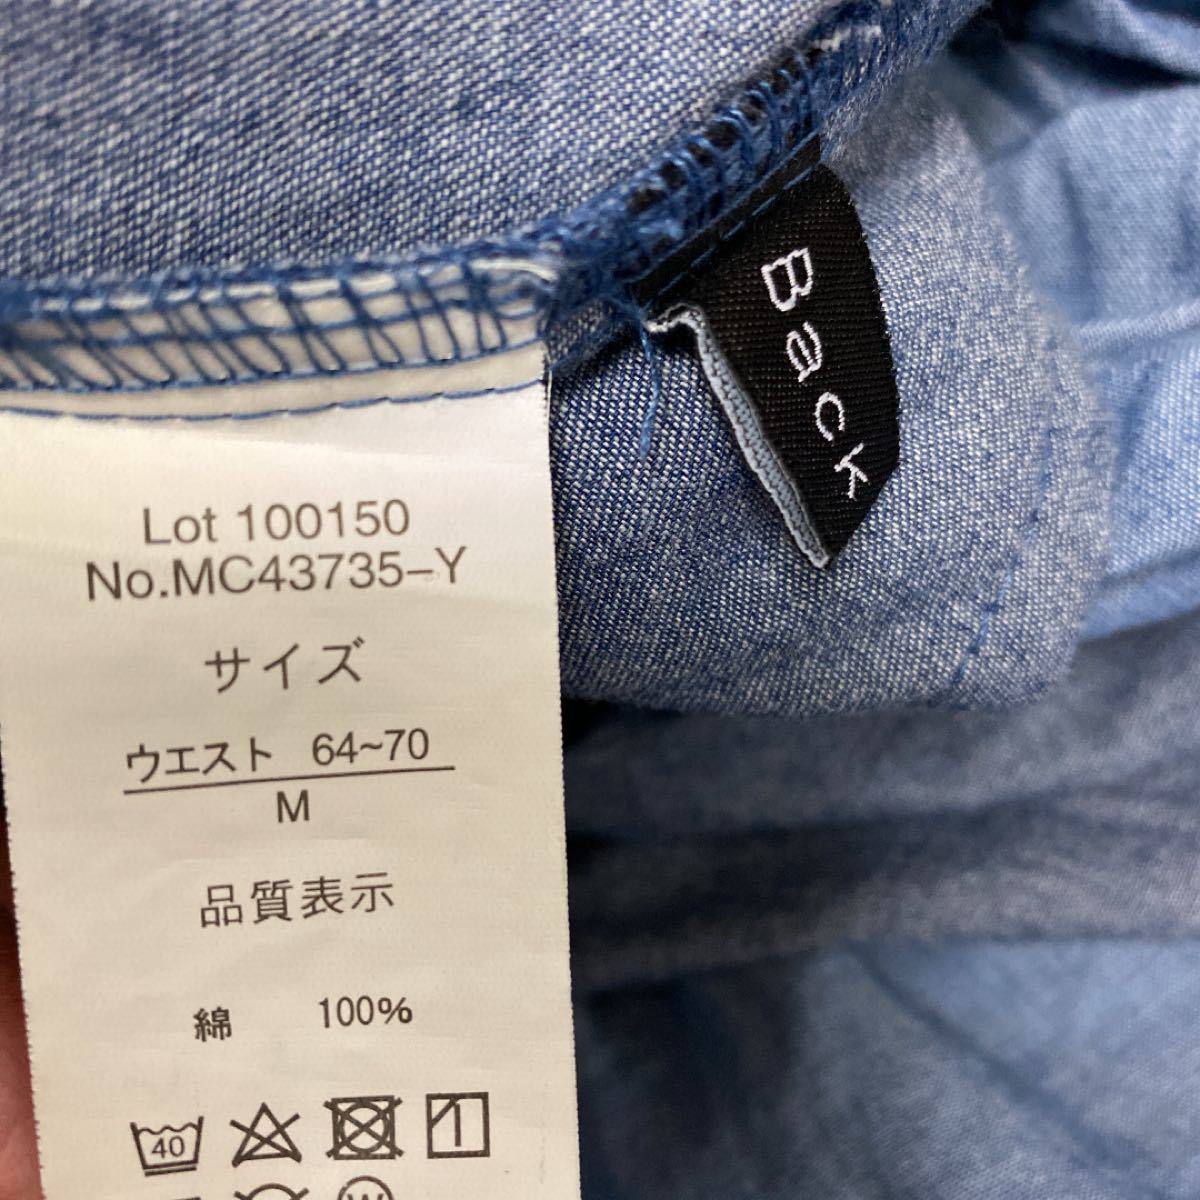 Back
Lot 100150
No.MC43735-Y
サイズ
ウエスト 64~70
M
品質表示
綿 100%
40
W